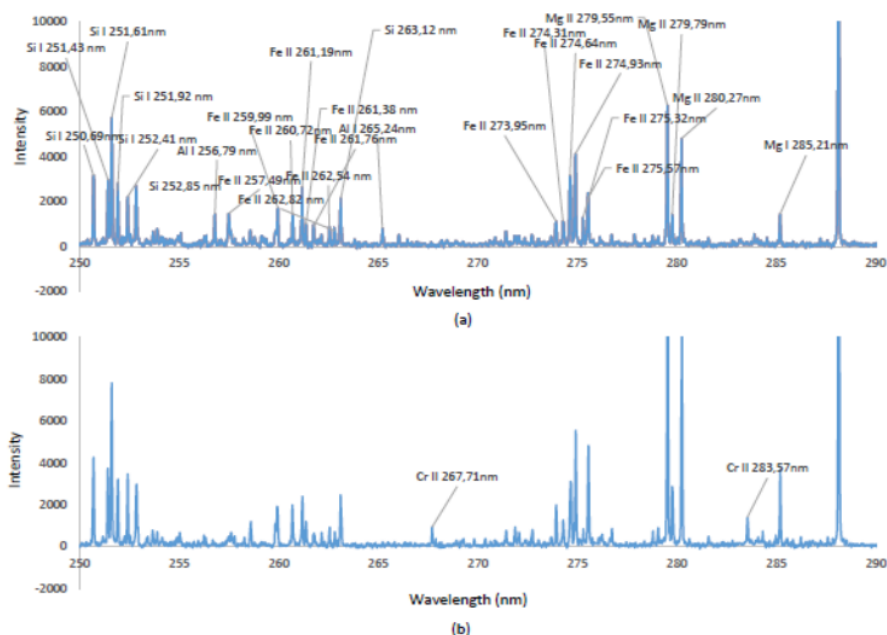 Intensity
10000
8000
6000
4000
2000
0
-2000
250
255
260
265
270
275
280
285
290
Si I 251,43 nm
Si I 251,61nm
Si I 251,92 nm
Si I 250,69nm
Si I 252,41 nm
Si 252,85 nm
Al I 256,79 nm
Fe II 257,49nm
Fe II 259,99 nm
Fe II 260,72nm
Fe II 261,19nm
Fe II 261,38 nm
Fe II 261,76nm
Fe II 262,54 nm
Fe II 262,82 nm
Si 263,12 nm
Al I 265,24nm
Fe II 273,95nm
Fe II 274,31nm
Fe II 274,64nm
Fe II 274,93nm
Fe II 275,32nm
Fe II 275,57nm
Mg II 279,55nm
Mg II 279,79nm
Mg II 280,27nm
Mg I 285,21nm
Wavelength (nm)
(a)
Intensity
10000
8000
6000
4000
2000
0
-2000
250
255
260
265
270
275
280
285
290
Cr II 267,71nm
Cr II 283,57nm
Wavelength (nm)
(b)